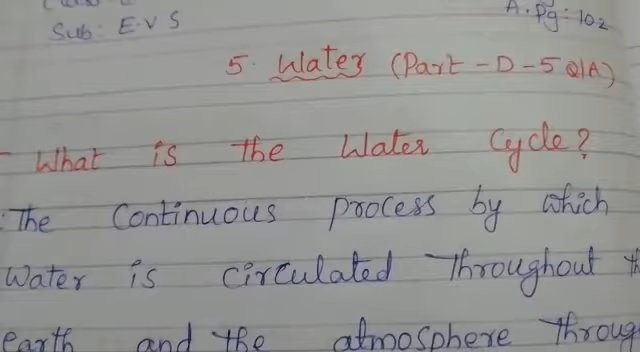 Sub: E.V S
A. Pg: 102
5. Water (Part - D - 5 Q/A)
- What is the Water Cycle?
: The Continuous process by which
Water is circulated Throughout
earth and the atmosphere Throug